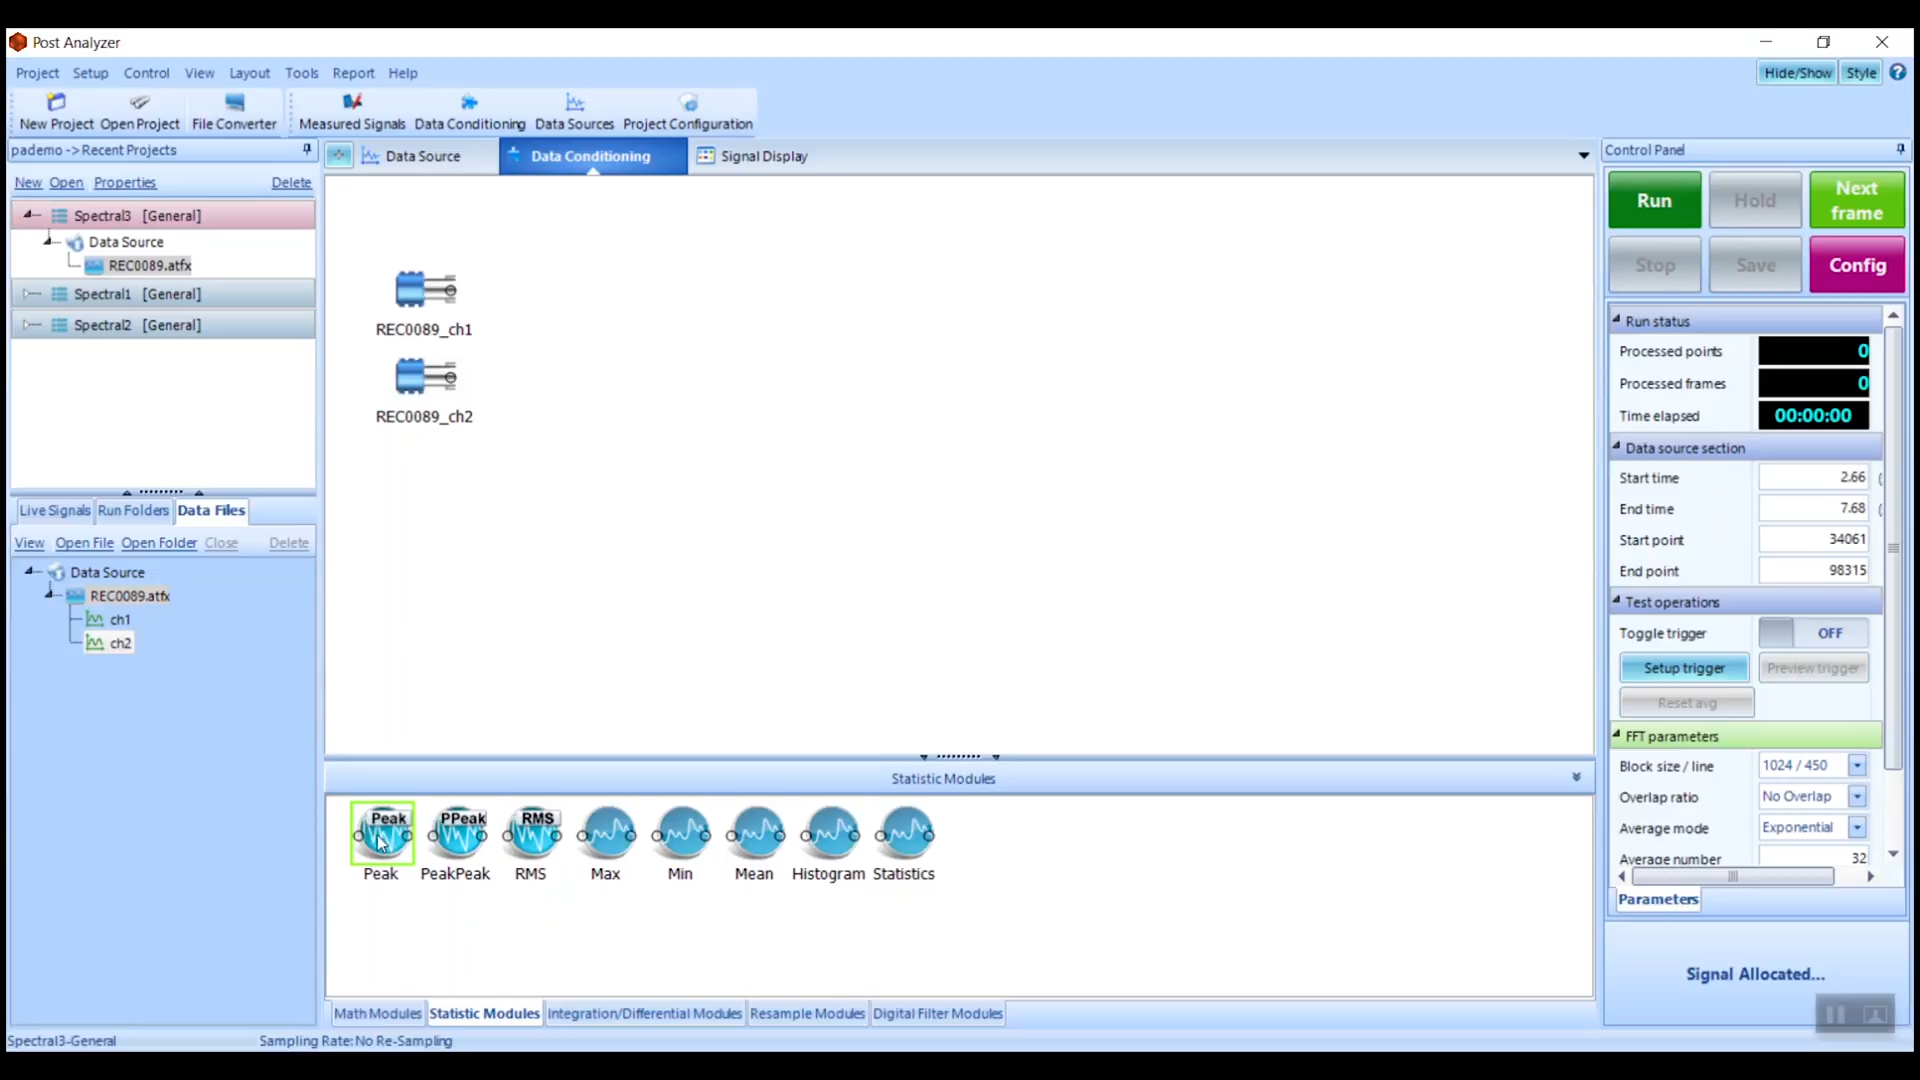 Post Analyzer
Project Setup Control View Layout Tools Report Help
Hide/Show Style ?
New Project Open Project File Converter Measured Signals Data Conditioning Data Sources Project Configuration
pademo ->Recent Projects
New Open Properties Delete
Spectral3 [General]
Data Source
REC0089.atfx
Spectral1 [General]
Spectral2 [General]
Live Signals Run Folders Data Files
View Open File Open Folder Close Delete
Data Source
REC0089.atfx
ch1
ch2
Data Source Data Conditioning Signal Display
REC0089_ch1
REC0089_ch2
Statistic Modules
Peak PPeak RMS
Peak PeakPeak RMS Max Min Mean Histogram Statistics
Math Modules Statistic Modules Integration/Differential Modules Resample Modules Digital Filter Modules
Control Panel
Run Hold Next frame
Stop Save Config
Run status
Processed points 0
Processed frames 0
Time elapsed 00:00:00
Data source section
Start time 2.66 (
End time 7.68 (
Start point 34061
End point 98315
Test operations
Toggle trigger OFF
Setup trigger Preview trigger
Reset avg
FFT parameters
Block size / line 1024 / 450
Overlap ratio No Overlap
Average mode Exponential
Average number 32
Parameters
Signal Allocated...
Spectral3-General Sampling Rate: No Re-Sampling